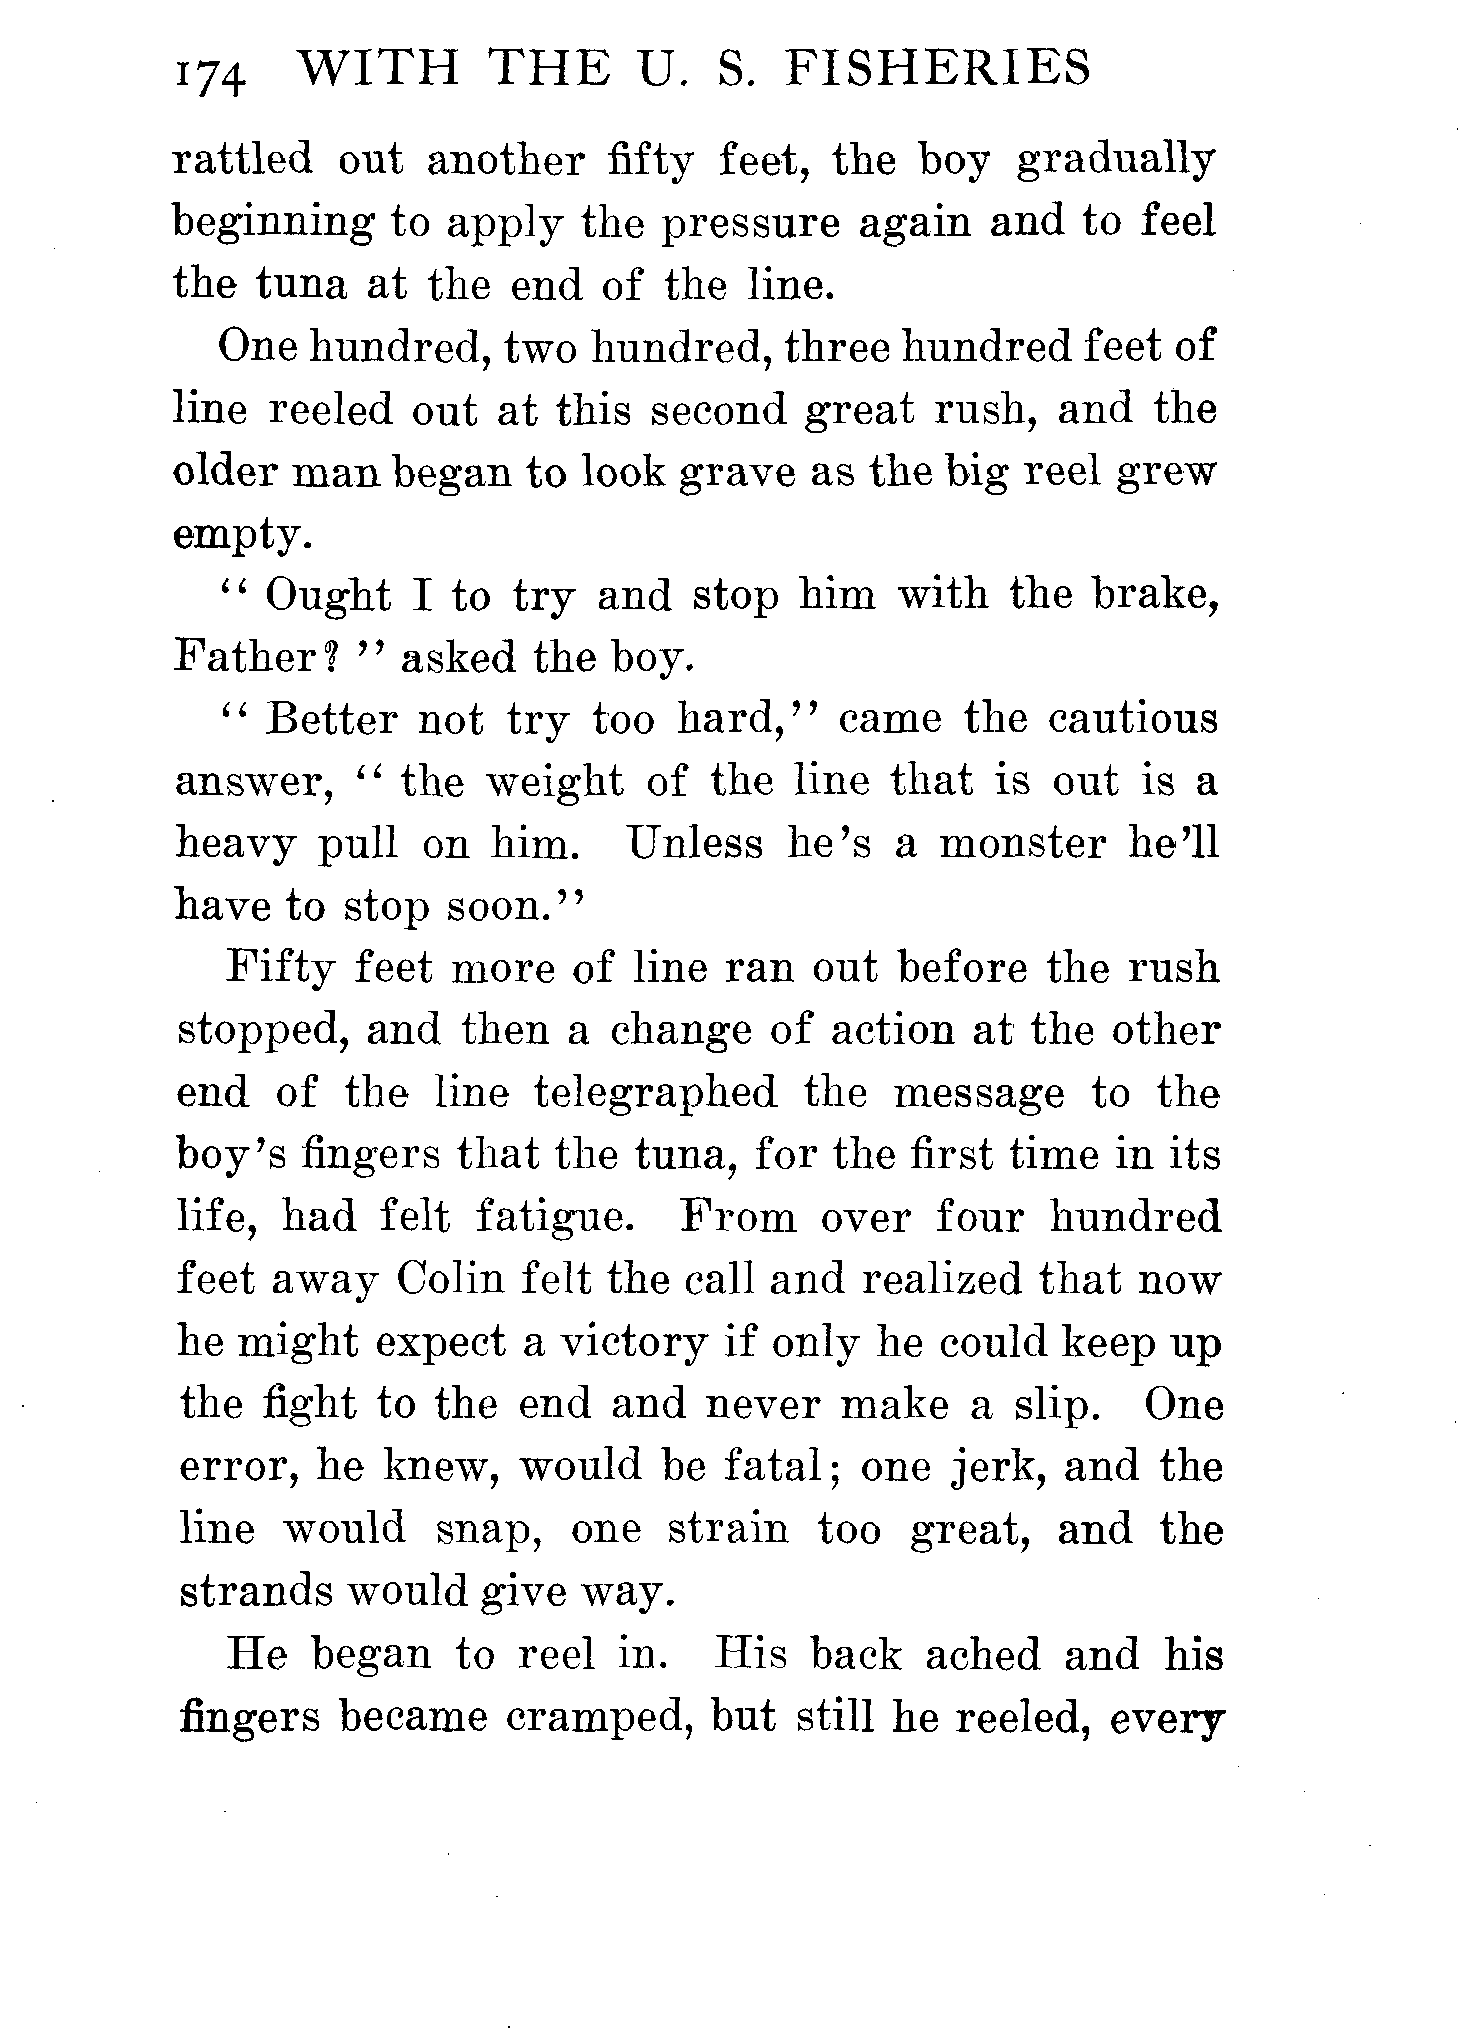 174 WITH THE U. S. FISHERIES
rattled out another fifty feet, the boy gradually
beginning to apply the pressure again and to feel
the tuna at the end of the line.
One hundred, two hundred, three hundred feet of
line reeled out at this second great rush, and the
older man began to look grave as the big reel grew
empty.
“ Ought I to try and stop him with the brake,
Father? ” asked the boy.
“ Better not try too hard,” came the cautious
answer, “ the weight of the line that is out is a
heavy pull on him. Unless he’s a monster he’ll
have to stop soon.”
Fifty feet more of line ran out before the rush
stopped, and then a change of action at the other
end of the line telegraphed the message to the
boy’s fingers that the tuna, for the first time in its
life, had felt fatigue. From over four hundred
feet away Colin felt the call and realized that now
he might expect a victory if only he could keep up
the fight to the end and never make a slip. One
error, he knew, would be fatal; one jerk, and the
line would snap, one strain too great, and the
strands would give way.
He began to reel in. His back ached and his
fingers became cramped, but still he reeled, every